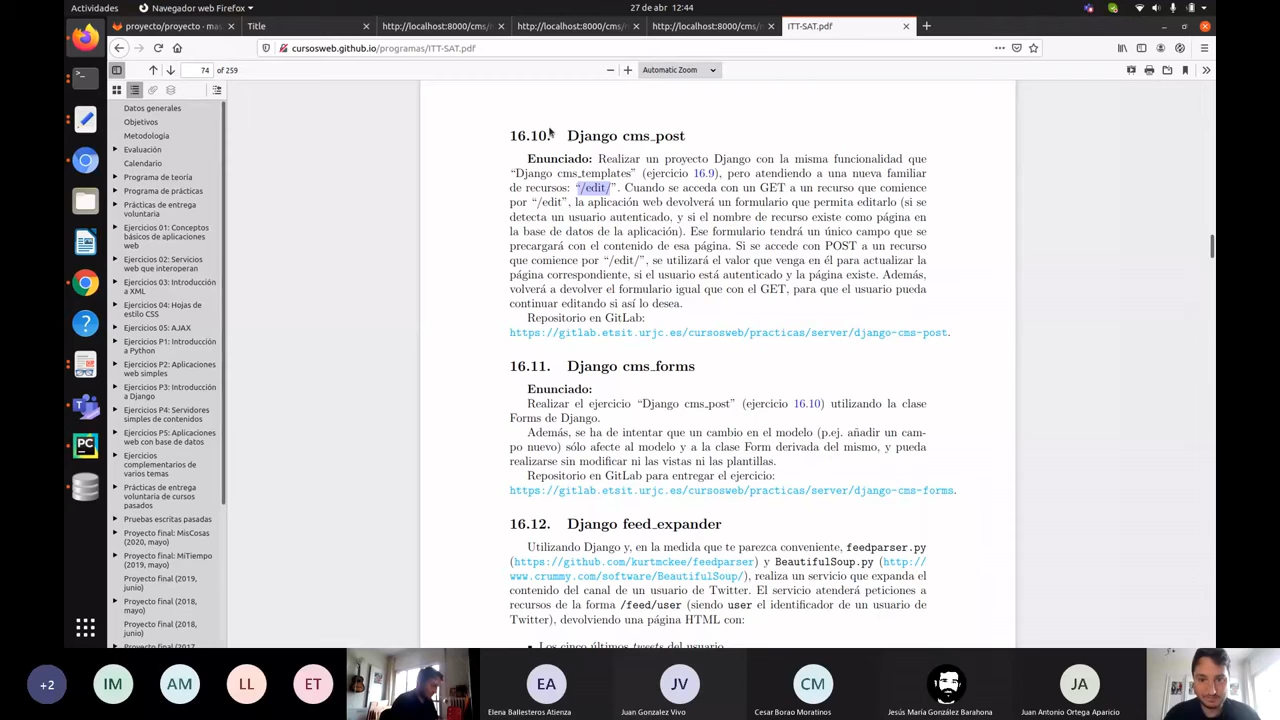 Actividades
Navegador web Firefox
27 de abr 12:44
proyecto/proyecto · mas
Title
http://localhost:8000/cms/
http://localhost:8000/cms/
http://localhost:8000/cms/
ITT-SAT.pdf
cursosweb.github.io/programas/ITT-SAT.pdf
74 of 259
Automatic Zoom
Datos generales
Objetivos
Metodología
Evaluación
Calendario
Programa de teoría
Programa de prácticas
Prácticas de entrega
voluntaria
Ejercicios 01: Conceptos
básicos de aplicaciones
web
Ejercicios 02: Servicios
web que interoperan
Ejercicios 03: Introducción
a XML
Ejercicios 04: Hojas de
estilo CSS
Ejercicios 05: AJAX
Ejercicios P1: Introducción
a Python
Ejercicios P2: Aplicaciones
web simples
Ejercicios P3: Introducción
a Django
Ejercicios P4: Servidores
simples de contenidos
Ejercicios P5: Aplicaciones
web con base de datos
Ejercicios
complementarios de
varios temas
Prácticas de entrega
voluntaria de cursos
pasados
Pruebas escritas pasadas
Proyecto final: MisCosas
(2020, mayo)
Proyecto final: MiTiempo
(2019, mayo)
Proyecto final (2019,
junio)
Proyecto final (2018,
mayo)
Proyecto final (2018,
junio)
Proyecto final (2017,
16.10. Django cms_post
Enunciado: Realizar un proyecto Django con la misma funcionalidad que
“Django cms_templates” (ejercicio 16.9), pero atendiendo a una nueva familiar
de recursos: “/edit/”. Cuando se acceda con un GET a un recurso que comience
por “/edit”, la aplicación web devolverá un formulario que permita editarlo (si se
detecta un usuario autenticado, y si el nombre de recurso existe como página en
la base de datos de la aplicación). Ese formulario tendrá un único campo que se
precargará con el contenido de esa página. Si se accede con POST a un recurso
que comience por “/edit/”, se utilizará el valor que venga en él para actualizar la
página correspondiente, si el usuario está autenticado y la página existe. Además,
volverá a devolver el formulario igual que con el GET, para que el usuario pueda
continuar editando si así lo desea.
Repositorio en GitLab:
https://gitlab.etsit.urjc.es/cursosweb/practicas/server/django-cms-post.
16.11. Django cms_forms
Enunciado:
Realizar el ejercicio “Django cms_post” (ejercicio 16.10) utilizando la clase
Forms de Django.
Además, se ha de intentar que un cambio en el modelo (p.ej. añadir un cam-
po nuevo) sólo afecte al modelo y a la clase Form derivada del mismo, y pueda
realizarse sin modificar ni las vistas ni las plantillas.
Repositorio en GitLab para entregar el ejercicio:
https://gitlab.etsit.urjc.es/cursosweb/practicas/server/django-cms-forms.
16.12. Django feed_expander
Utilizando Django y, en la medida que te parezca conveniente, feedparser.py
(https://github.com/kurtmckee/feedparser) y BeautifulSoup.py (http://
www.crummy.com/software/BeautifulSoup/), realiza un servicio que expanda el
contenido del canal de un usuario de Twitter. El servicio atenderá peticiones a
recursos de la forma /feed/user (siendo user el identificador de un usuario de
Twitter), devolviendo una página HTML con:
Los cinco últimos tweets del usuario
PC
+2
IM
AM
LL
ET
EA
Elena Ballesteros Atienza
JV
Juan Gonzalez Vivo
CM
Cesar Borao Moratinos
Jesús María González Barahona
JA
Juan Antonio Ortega Aparicio